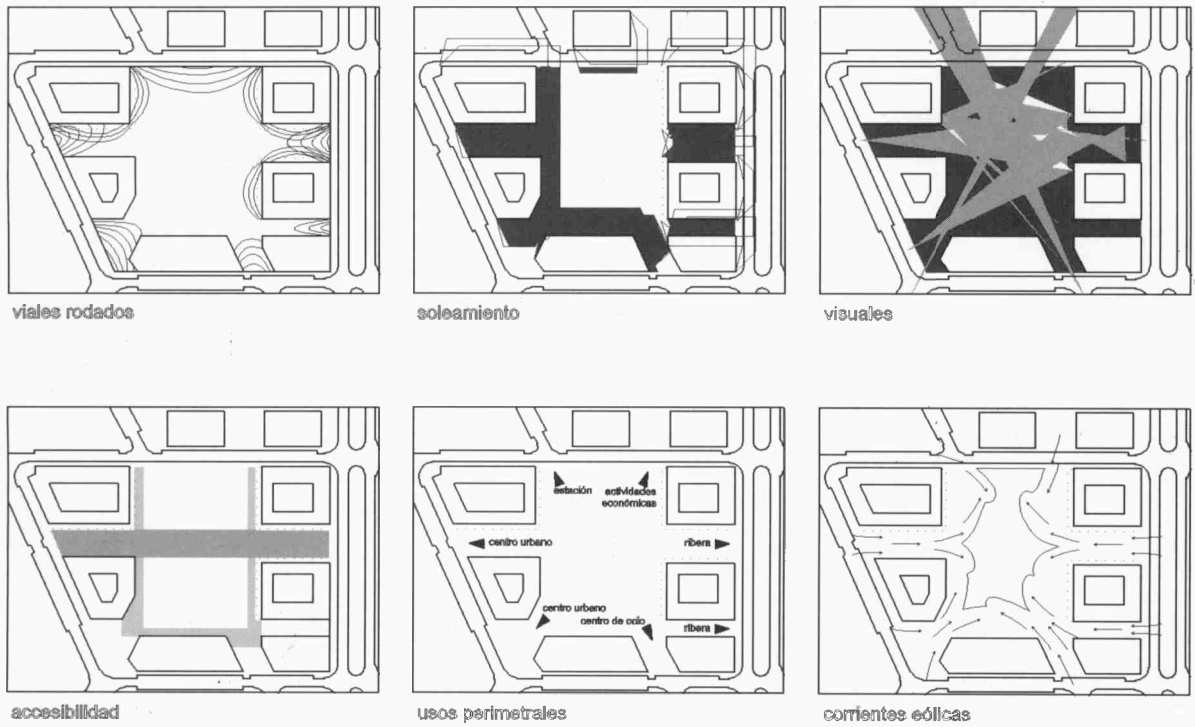 viales rodados
soleamiento
visuales
accesibilidad
estación
actividades
económicas
centro urbano
ribera
centro urbano
centro de ocio
ribera
usos perimetrales
corrientes eólicas